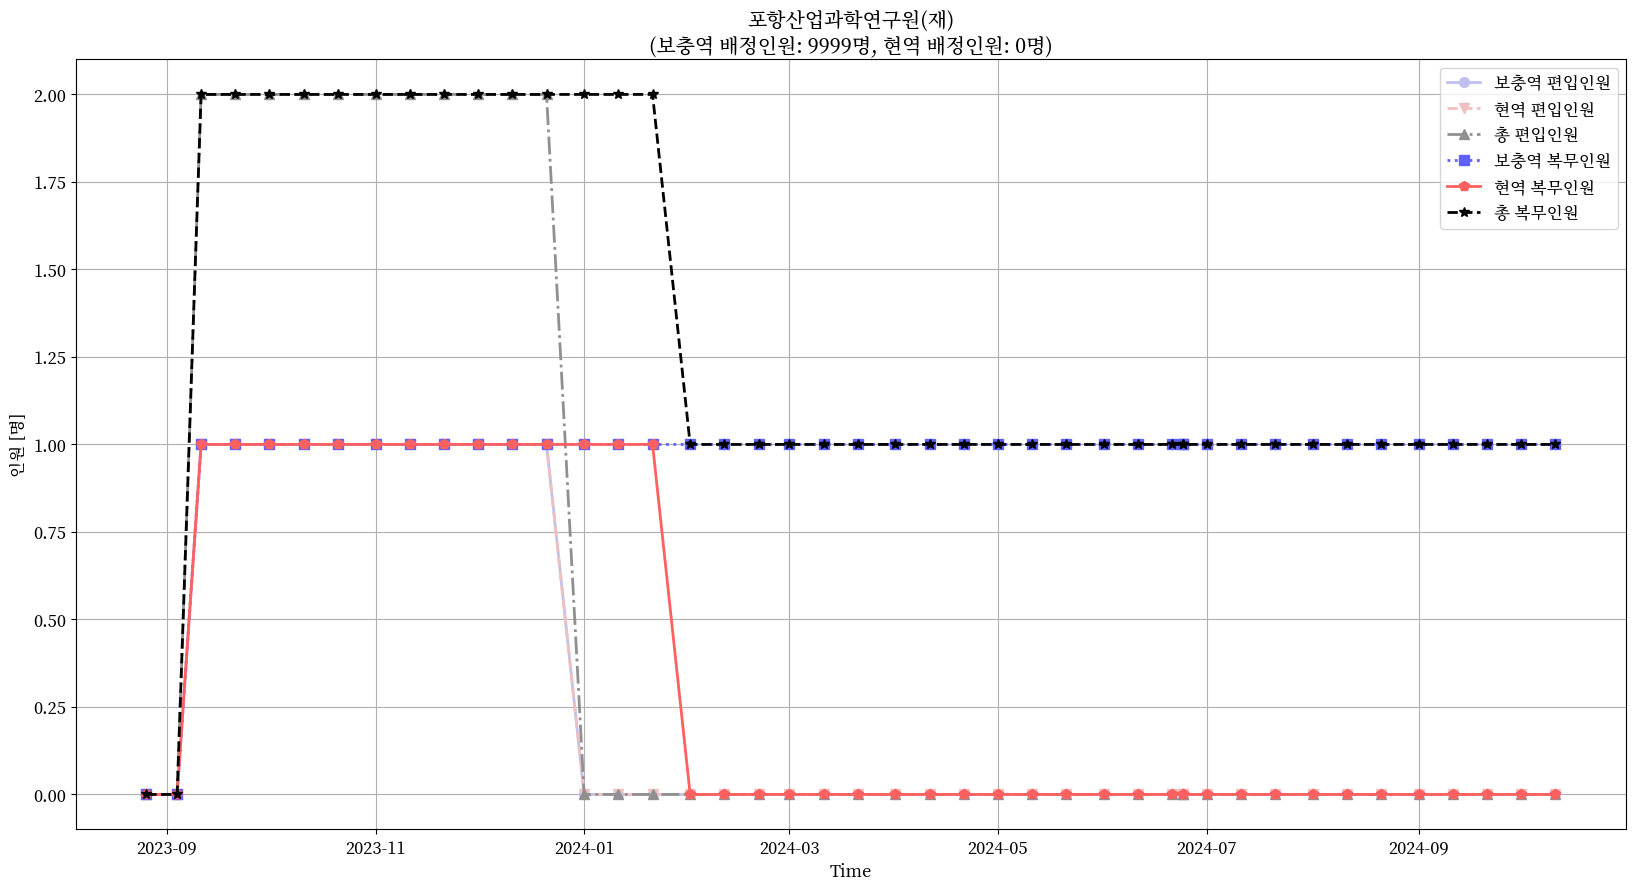 포항산업과학연구원(재)
(보충역 배정인원: 9999명, 현역 배정인원: 0명)
보충역 편입인원
현역 편입인원
총 편입인원
보충역 복무인원
현역 복무인원
총 복무인원
인원 [명]
2.00
1.75
1.50
1.25
1.00
0.75
0.50
0.25
0.00
2023-09 2023-11 2024-01 2024-03 2024-05 2024-07 2024-09
Time